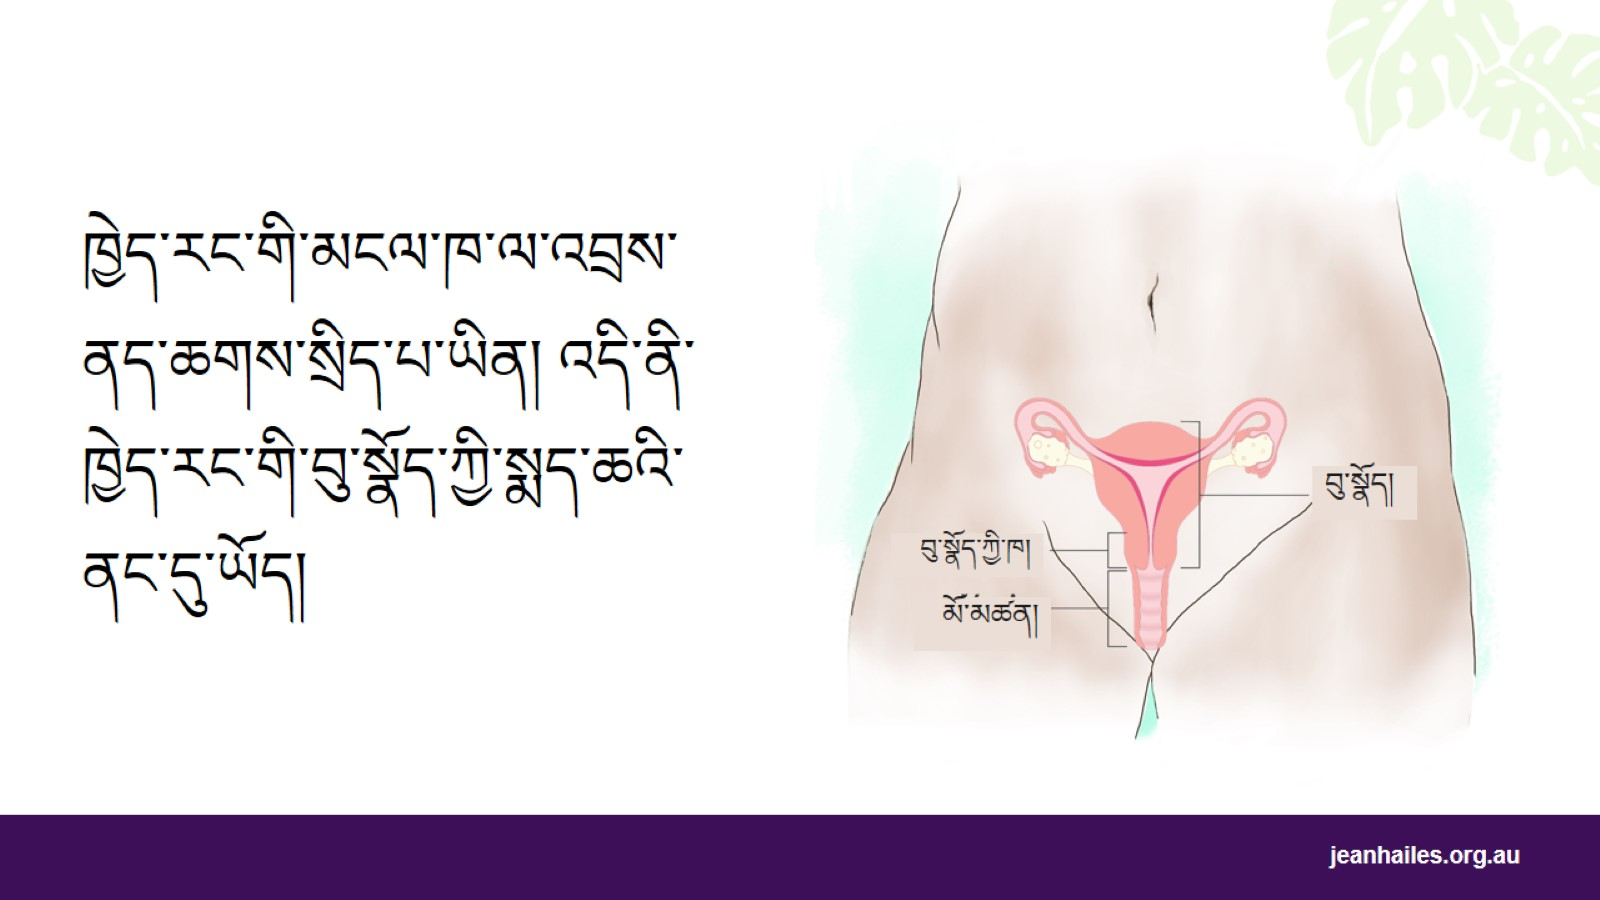 ཁྱེད་རང་གི་མངལ་ཁ་ལ་འབྲས་
ནད་ཆགས་སྲིད་པ་ཡིན། འདི་ནི་
ཁྱེད་རང་གི་བུ་སྣོད་ཀྱི་སྨད་ཆའི་
ནང་དུ་ཡོད།
བུ་སྣོད།
བུ་སྣོད་ཀྱི་ཁ།
མོ་མཚན།
jeanhailes.org.au